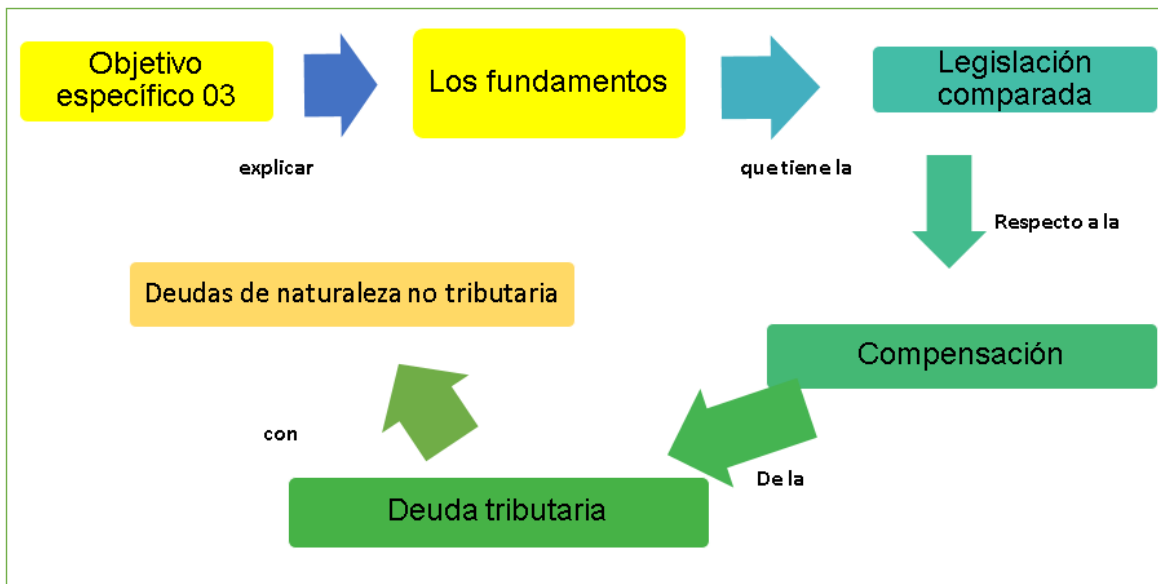 Objetivo
específico 03
explicar
Los fundamentos
que tiene la
Legislación
comparada
Respecto a la
Compensación
De la
Deuda tributaria
con
Deudas de naturaleza no tributaria